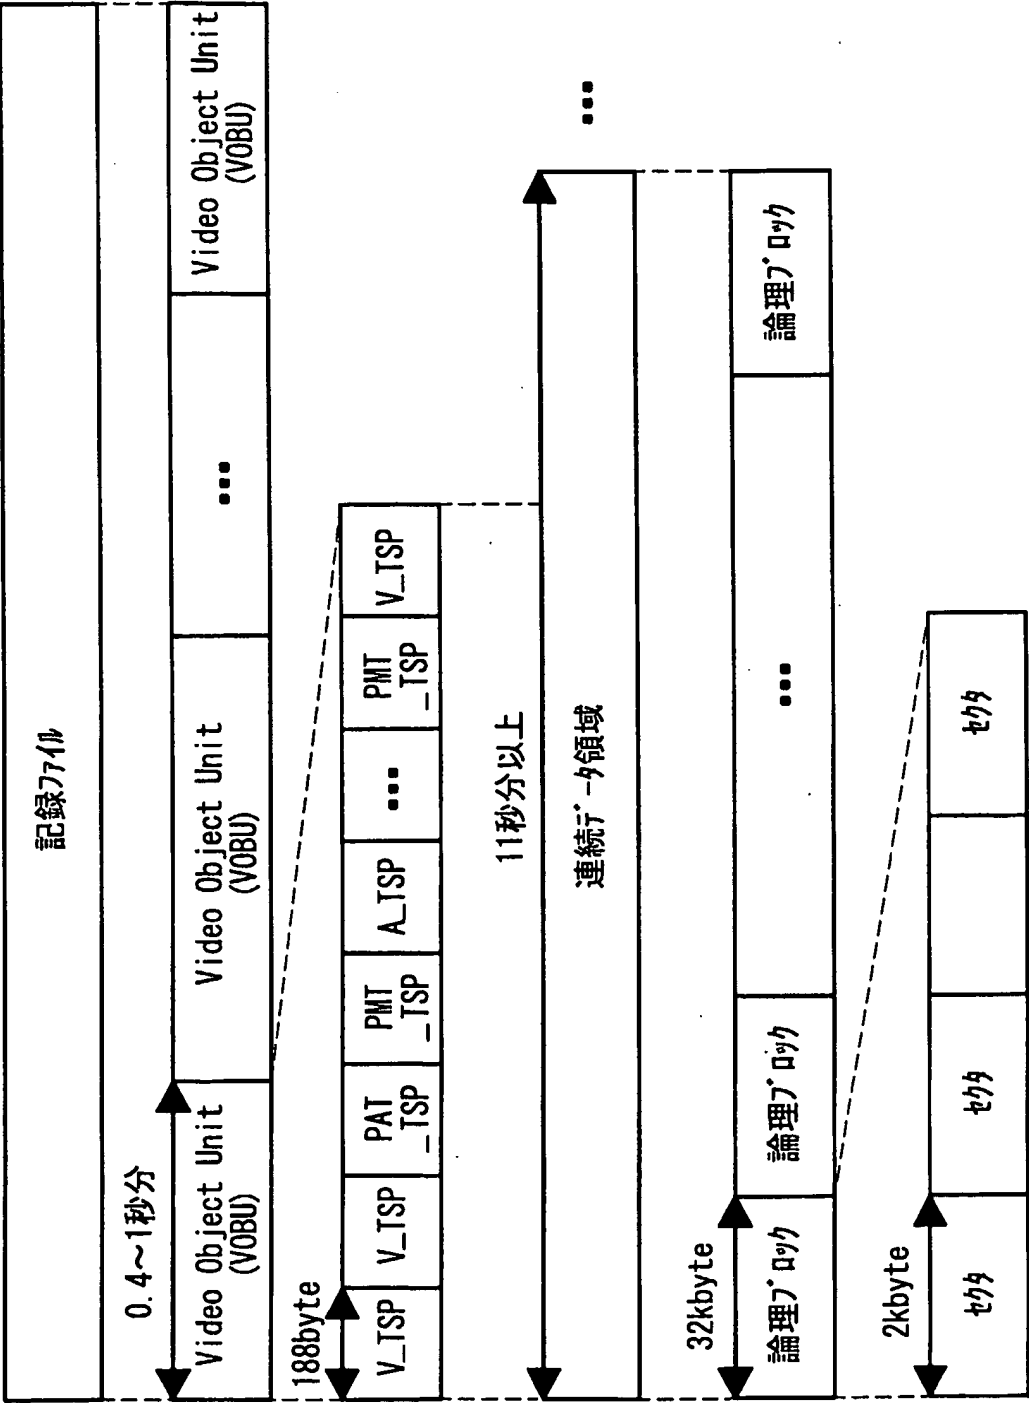 記録ファイル
0.4～1秒分
Video Object Unit
(VOBU)
Video Object Unit
(VOBU)
...
Video Object Unit
(VOBU)
188byte
V_TSP
V_TSP
PAT
_TSP
PMT
_TSP
A_TSP
...
PMT
_TSP
V_TSP
11秒分以上
連続データ領域
...
32kbyte
論理ブロック
論理ブロック
...
論理ブロック
2kbyte
セクタ
セクタ
セクタ